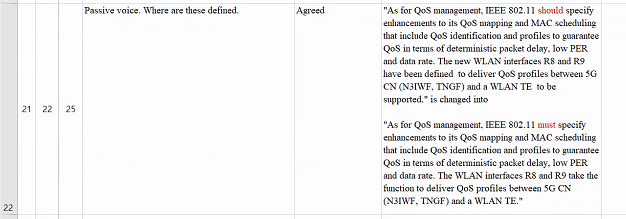 Passive voice. Where are these defined.
Agreed
"As for QoS management, IEEE 802.11 should specify
enhancements to its QoS mapping and MAC scheduling
that include QoS identification and profiles to guarantee
QoS in terms of deterministic packet delay, low PER
and data rate. The new WLAN interfaces R8 and R9
have been defined to deliver QoS profiles between 5G
CN (N3IWF, TNGF) and a WLAN TE to be
supported." is changed into
21 22 25
"As for QoS management, IEEE 802.11 must specify
enhancements to its QoS mapping and MAC scheduling
that include QoS identification and profiles to guarantee
QoS in terms of deterministic packet delay, low PER
and data rate. The WLAN interfaces R8 and R9 take the
function to deliver QoS profiles between 5G CN
(N3IWF, TNGF) and a WLAN TE."
22